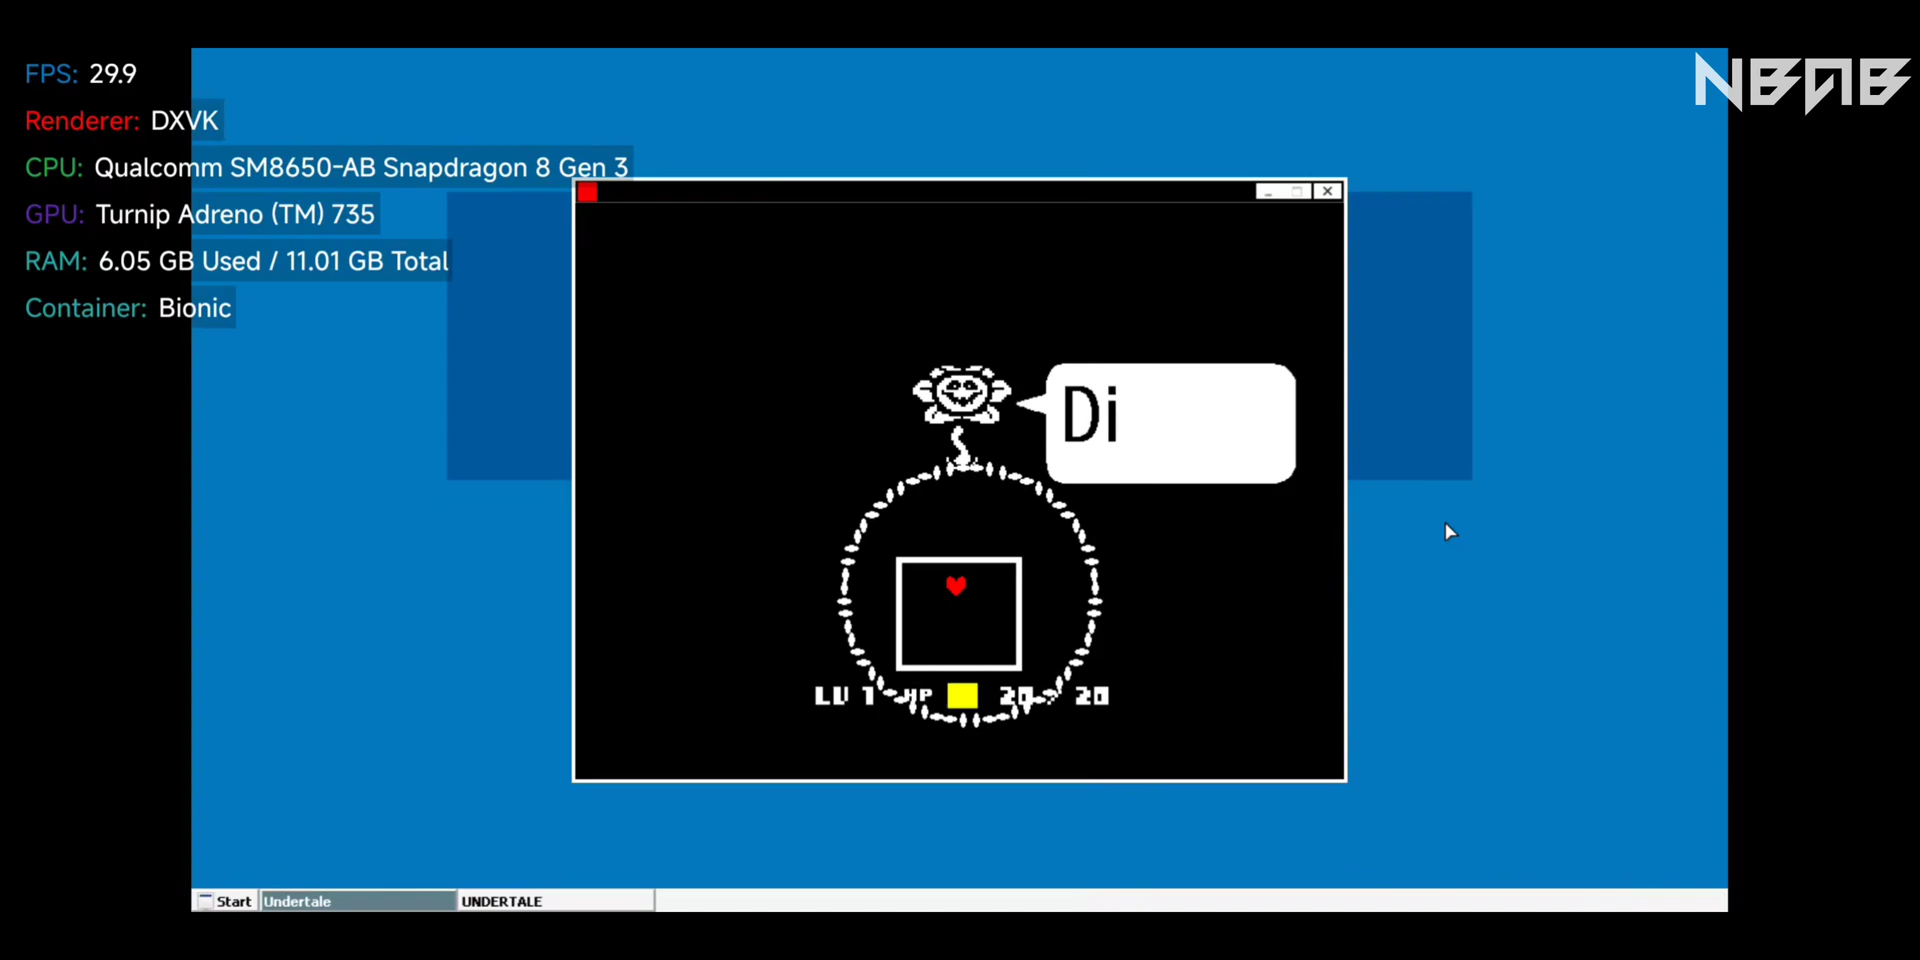 FPS: 29.9
Renderer: DXVK
CPU: Qualcomm SM8650-AB Snapdragon 8 Gen 3
GPU: Turnip Adreno (TM) 735
RAM: 6.05 GB Used / 11.01 GB Total
Container: Bionic
NBAB
Di
LV 1 HP 20 / 20
Start Undertale UNDERTALE